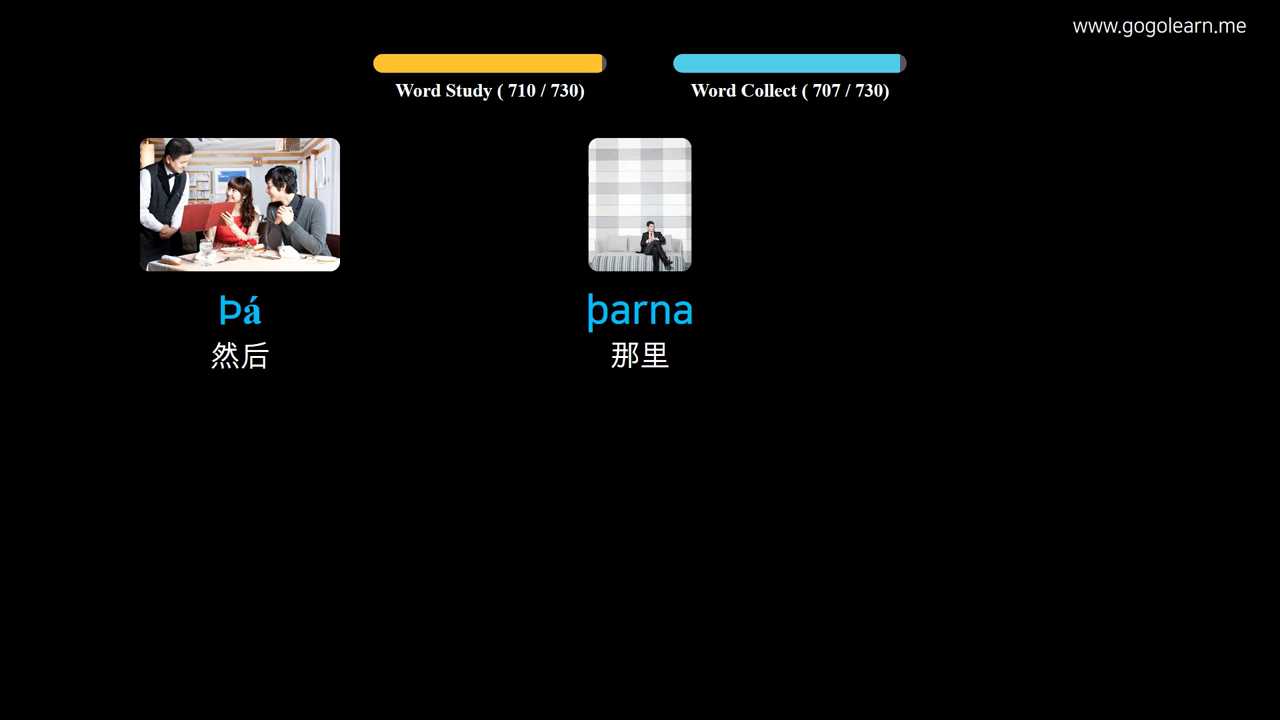 www.gogolearn.me
Word Study ( 710 / 730)
Word Collect ( 707 / 730)
Þá
þarna
然后
那里